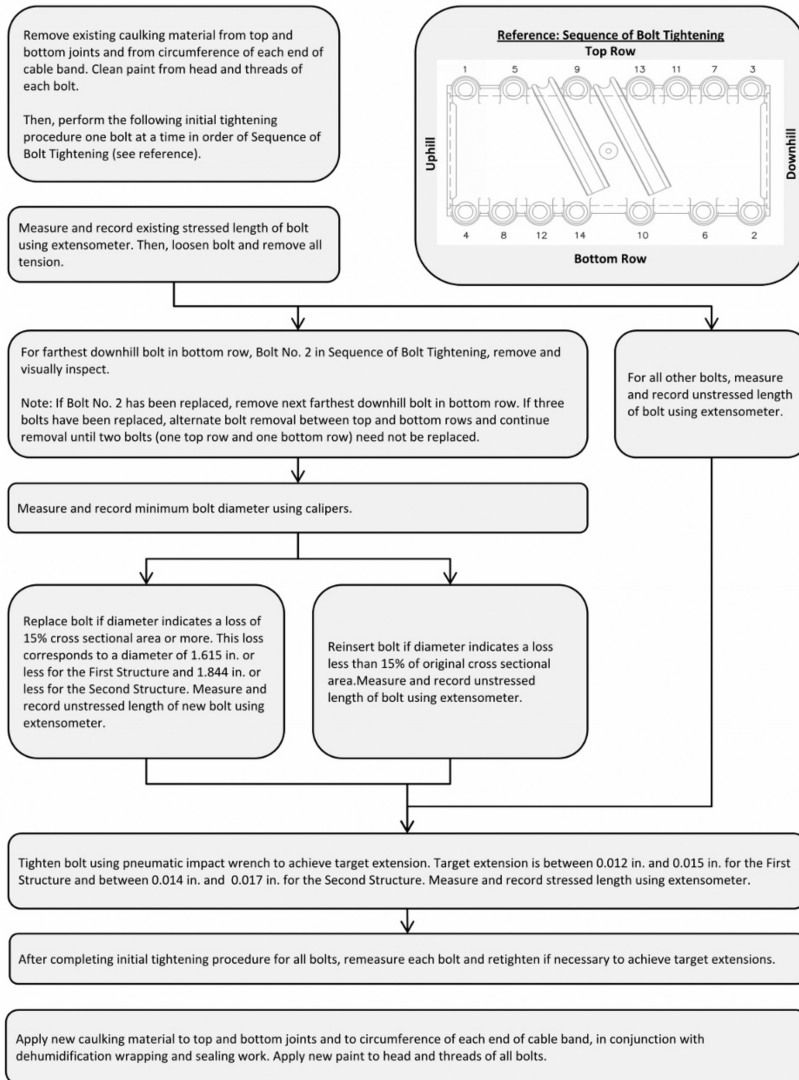 Remove existing caulking material from top and
bottom joints and from circumference of each end of
cable band. Clean paint from head and threads of
each bolt.
Then, perform the following initial tightening
procedure one bolt at a time in order of Sequence of
Bolt Tightening (see reference).
Reference: Sequence of Bolt Tightening
Top Row
1 5 9 13 11 7 3
Uphill
Downhill
4 8 12 14 10 6 2
Bottom Row
Measure and record existing stressed length of bolt
using extensometer. Then, loosen bolt and remove all
tension.
For farthest downhill bolt in bottom row, Bolt No. 2 in Sequence of Bolt Tightening, remove and
visually inspect.
Note: If Bolt No. 2 has been replaced, remove next farthest downhill bolt in bottom row. If three
bolts have been replaced, alternate bolt removal between top and bottom rows and continue
removal until two bolts (one top row and one bottom row) need not be replaced.
For all other bolts, measure
and record unstressed length
of bolt using extensometer.
Measure and record minimum bolt diameter using calipers.
Replace bolt if diameter indicates a loss of
15% cross sectional area or more. This loss
corresponds to a diameter of 1.615 in. or
less for the First Structure and 1.844 in. or
less for the Second Structure. Measure and
record unstressed length of new bolt using
extensometer.
Reinsert bolt if diameter indicates a loss
less than 15% of original cross sectional
area.Measure and record unstressed
length of bolt using extensometer.
Tighten bolt using pneumatic impact wrench to achieve target extension. Target extension is between 0.012 in. and 0.015 in. for the First
Structure and between 0.014 in. and 0.017 in. for the Second Structure. Measure and record stressed length using extensometer.
After completing initial tightening procedure for all bolts, remeasure each bolt and retighten if necessary to achieve target extensions.
Apply new caulking material to top and bottom joints and to circumference of each end of cable band, in conjunction with
dehumidification wrapping and sealing work. Apply new paint to head and threads of all bolts.